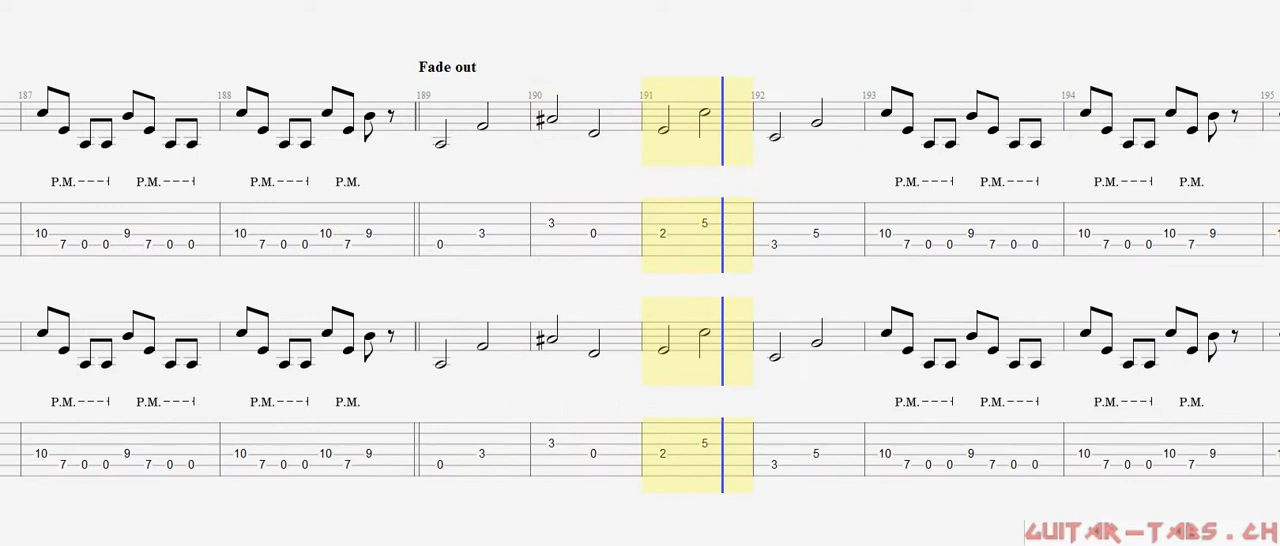 Fade out
187 188 189 190 191 192 193 194 195
P.M. P.M. P.M. P.M. P.M. P.M. P.M. P.M.
3 5
10 9 10 10 9 3 0 2 10 9 10 10 9
7 0 0 7 0 0 7 0 0 7 0 3 5 7 0 0 7 0 0 7 0 0 7
P.M. P.M. P.M. P.M. P.M. P.M. P.M. P.M.
3 5
10 9 10 10 9 3 0 2 5 10 9 10 10 9
7 0 0 7 0 0 7 0 0 7 0 3 7 0 0 7 0 0 7 0 0 7
GUITAR-TABS.CH